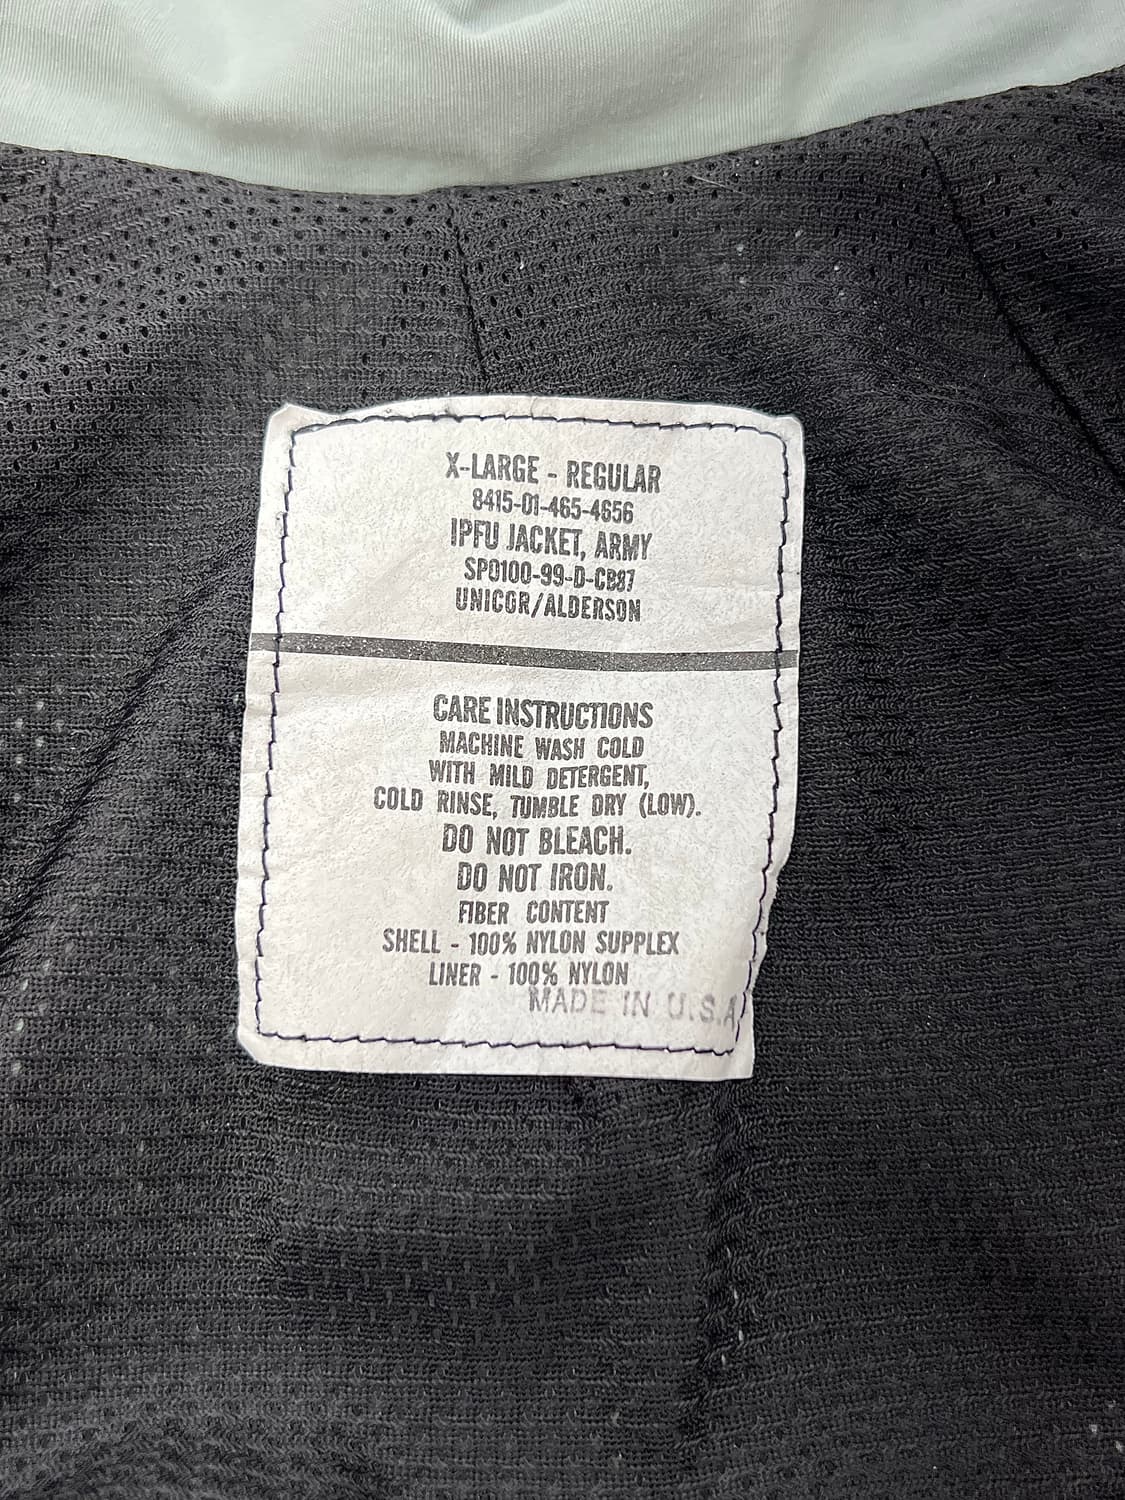 X-LARGE - REGULAR
8415-01-465-4656
IPFU JACKET, ARMY
SPO100-99-D-CB87
UNICOR/ALDERSON
CARE INSTRUCTIONS
MACHINE WASH COLD
WITH MILD DETERGENT,
COLD RINSE, TUMBLE DRY (LOW).
DO NOT BLEACH.
DO NOT IRON.
FIBER CONTENT
SHELL - 100% NYLON SUPPLEX
LINER - 100% NYLON
MADE IN U.S.A